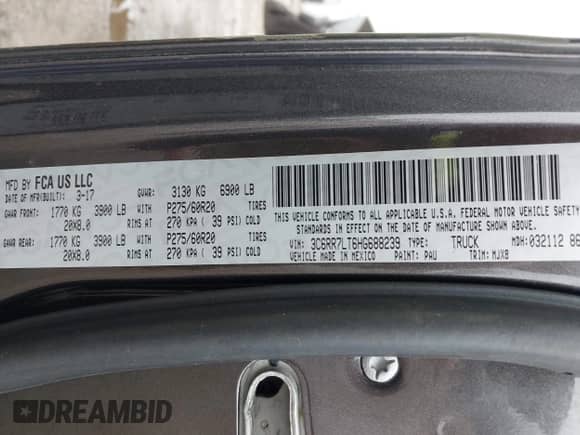 MFD BY FCA US LLC
DATE OF MFR(BUILT): 3-17
GVWR: 3130 KG 6900 LB
GAWR FRONT: 1770 KG 3900 LB WITH P275/60R20 TIRES
20X8.0 RIMS AT 270 KPA ( 39 PSI) COLD
GAWR REAR: 1770 KG 3900 LB WITH P275/60R20 TIRES
20X8.0 RIMS AT 270 KPA ( 39 PSI) COLD
THIS VEHICLE CONFORMS TO ALL APPLICABLE
U.S.A. FEDERAL MOTOR VEHICLE SAFETY
STANDARDS IN EFFECT ON THE DATE OF
MANUFACTURE SHOWN ABOVE.
VIN: 3C6RR7LT6HG688239 TYPE: TRUCK MDH: 032112
VEHICLE MADE IN MEXICO PAINT: PAU TRIM: MJX8
DREAMBID